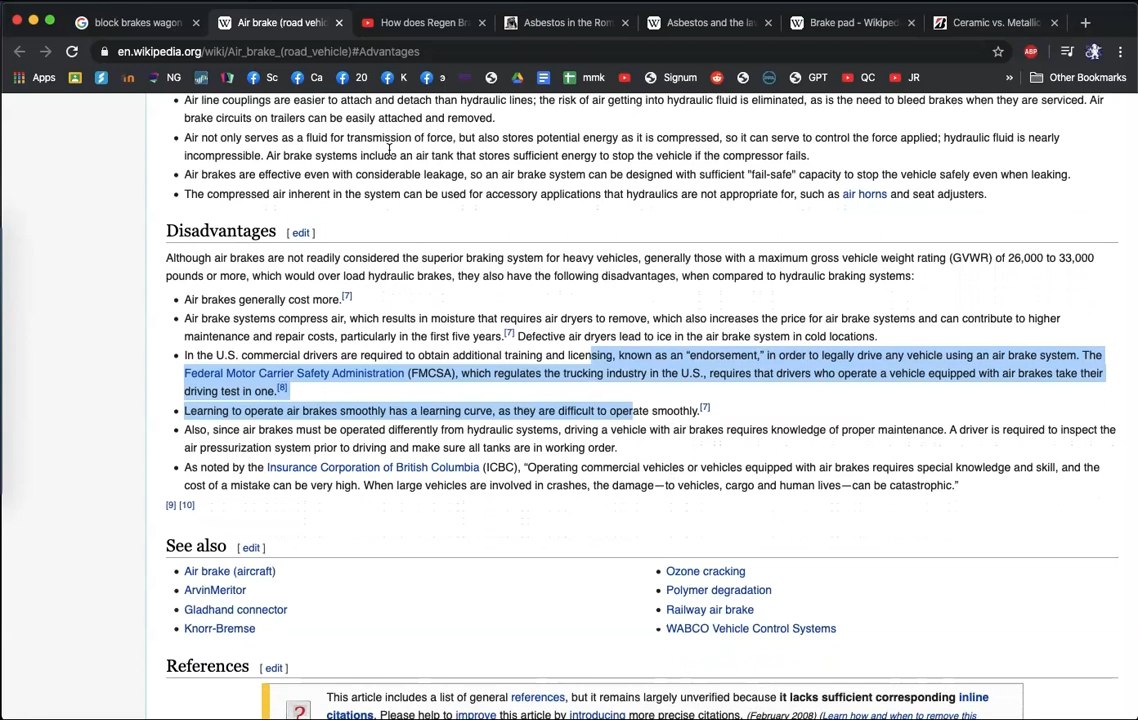 block brakes wagon
Air brake (road vehic
How does Regen Br
Asbestos in the Rom
Asbestos and the la
Brake pad - Wikiped
Ceramic vs. Metallic
en.wikipedia.org/wiki/Air_brake_(road_vehicle)#Advantages
ABP
Apps
in
NG
Sc
Ca
20
K
э
mmk
Signum
GPT
QC
JR
»
Other Bookmarks
• Air line couplings are easier to attach and detach than hydraulic lines; the risk of air getting into hydraulic fluid is eliminated, as is the need to bleed brakes when they are serviced. Air
brake circuits on trailers can be easily attached and removed.
• Air not only serves as a fluid for transmission of force, but also stores potential energy as it is compressed, so it can serve to control the force applied; hydraulic fluid is nearly
incompressible. Air brake systems include an air tank that stores sufficient energy to stop the vehicle if the compressor fails.
• Air brakes are effective even with considerable leakage, so an air brake system can be designed with sufficient "fail-safe" capacity to stop the vehicle safely even when leaking.
• The compressed air inherent in the system can be used for accessory applications that hydraulics are not appropriate for, such as air horns and seat adjusters.
Disadvantages [ edit ]
Although air brakes are not readily considered the superior braking system for heavy vehicles, generally those with a maximum gross vehicle weight rating (GVWR) of 26,000 to 33,000
pounds or more, which would over load hydraulic brakes, they also have the following disadvantages, when compared to hydraulic braking systems:
• Air brakes generally cost more.[7]
• Air brake systems compress air, which results in moisture that requires air dryers to remove, which also increases the price for air brake systems and can contribute to higher
maintenance and repair costs, particularly in the first five years.[7] Defective air dryers lead to ice in the air brake system in cold locations.
• In the U.S. commercial drivers are required to obtain additional training and licensing, known as an “endorsement,” in order to legally drive any vehicle using an air brake system. The
Federal Motor Carrier Safety Administration (FMCSA), which regulates the trucking industry in the U.S., requires that drivers who operate a vehicle equipped with air brakes take their
driving test in one.[8]
• Learning to operate air brakes smoothly has a learning curve, as they are difficult to operate smoothly.[7]
• Also, since air brakes must be operated differently from hydraulic systems, driving a vehicle with air brakes requires knowledge of proper maintenance. A driver is required to inspect the
air pressurization system prior to driving and make sure all tanks are in working order.
• As noted by the Insurance Corporation of British Columbia (ICBC), “Operating commercial vehicles or vehicles equipped with air brakes requires special knowledge and skill, and the
cost of a mistake can be very high. When large vehicles are involved in crashes, the damage—to vehicles, cargo and human lives—can be catastrophic.”
[9] [10]
See also [ edit ]
• Air brake (aircraft)
• ArvinMeritor
• Gladhand connector
• Knorr-Bremse
• Ozone cracking
• Polymer degradation
• Railway air brake
• WABCO Vehicle Control Systems
References [ edit ]
This article includes a list of general references, but it remains largely unverified because it lacks sufficient corresponding inline
citations. Please help to improve this article by introducing more precise citations. (February 2008) (Learn how and when to remove this